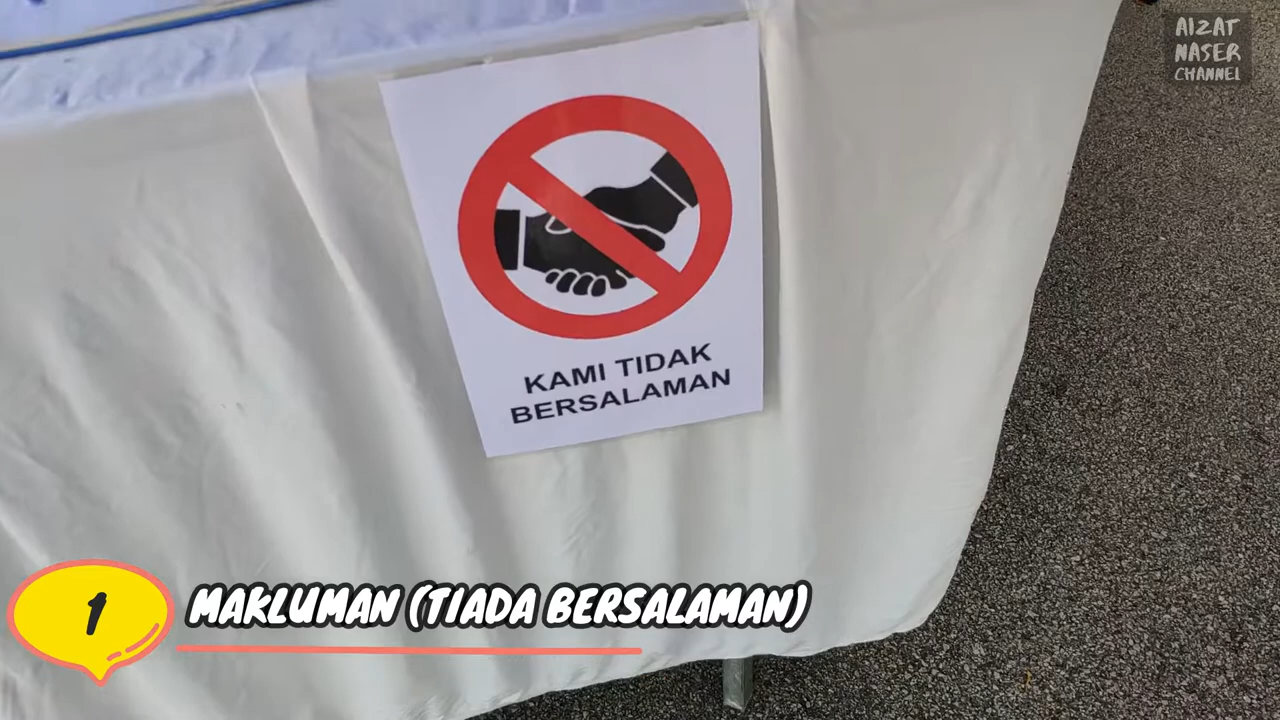 AIZAT
NASER
CHANNEL
KAMI TIDAK
BERSALAMAN
1
MAKLUMAN (TIADA BERSALAMAN)